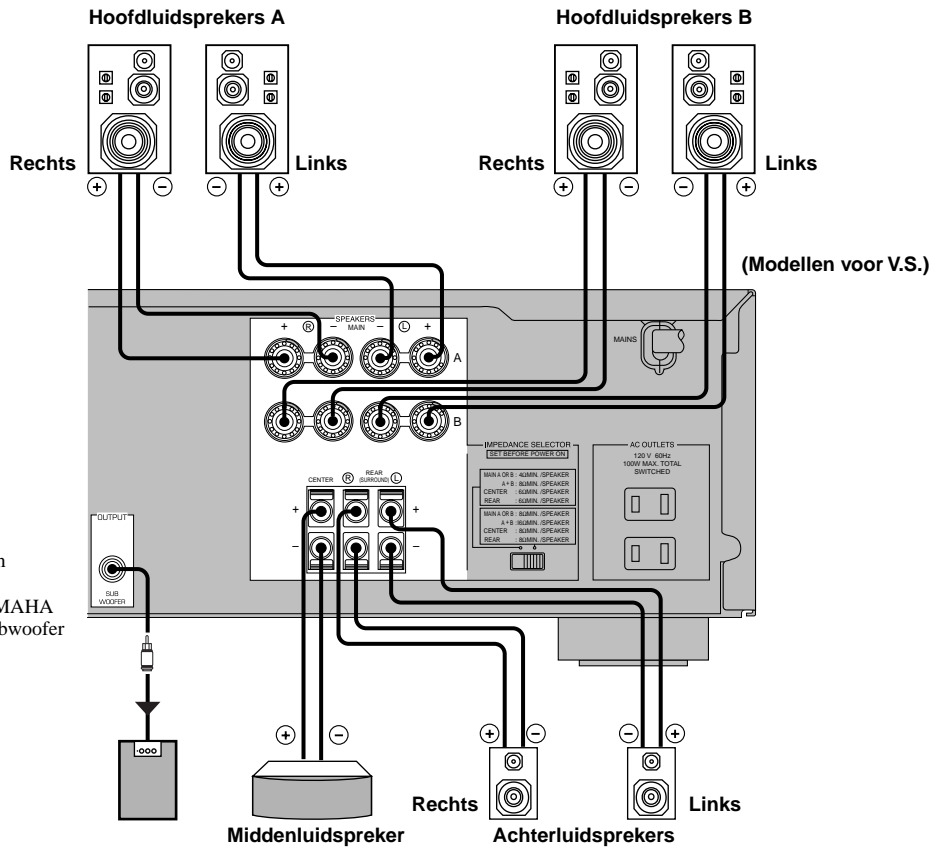 Hoofdluidsprekers A
Hoofdluidsprekers B
Rechts
Links
Rechts
Links
+ − − +
+ − − +
(Modellen voor V.S.)
SPEAKERS
+ R − MAIN − L +
A
B
MAINS
IMPEDANCE SELECTOR
SET BEFORE POWER ON
MAIN A OR B : 4ΩMIN. /SPEAKER
A + B : 8ΩMIN. /SPEAKER
CENTER : 6ΩMIN. /SPEAKER
REAR : 6ΩMIN. /SPEAKER
MAIN A OR B : 8ΩMIN. /SPEAKER
A + B :16ΩMIN. /SPEAKER
CENTER : 8ΩMIN. /SPEAKER
REAR : 8ΩMIN. /SPEAKER
AC OUTLETS
120 V 60Hz
100W MAX. TOTAL
SWITCHED
CENTER R REAR (SURROUND) L
+ +
− −
OUTPUT
SUB
WOOFER
n
MAHA
bwoofer
+ −
+ −
− +
Rechts
Links
Middenluidspreker
Achterluidsprekers